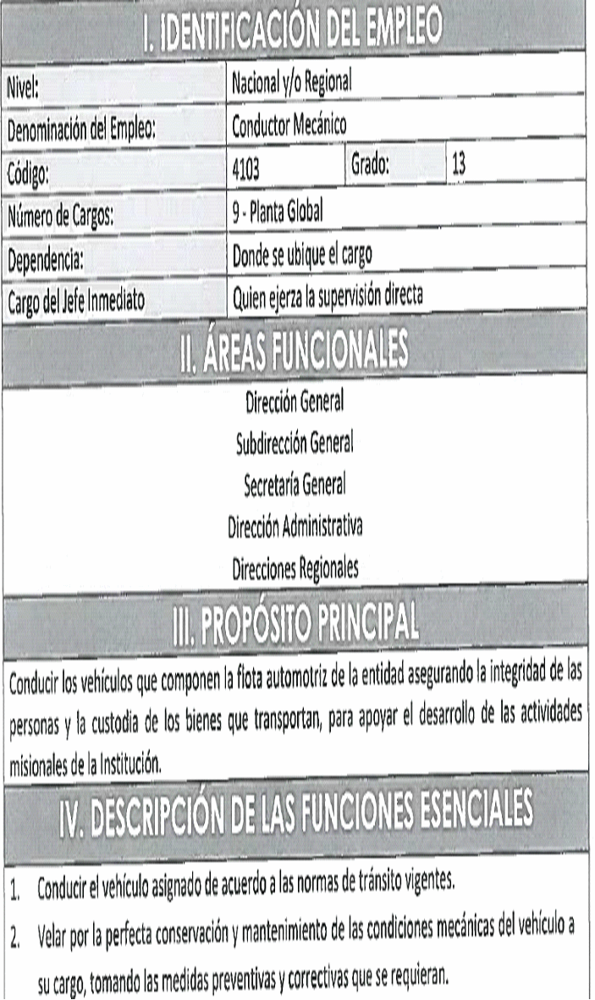 I. IDENTIFICACIÓN DEL EMPLEO
Nivel: Nacional y/o Regional
Denominación del Empleo: Conductor Mecánico
Código: 4103 Grado: 13
Número de Cargos: 9 - Planta Global
Dependencia: Donde se ubique el cargo
Cargo del Jefe Inmediato Quien ejerza la supervisión directa
II. ÁREAS FUNCIONALES
Dirección General
Subdirección General
Secretaría General
Dirección Administrativa
Direcciones Regionales
III. PROPÓSITO PRINCIPAL
Conducir los vehículos que componen la flota automotriz de la entidad asegurando la integridad de las
personas y la custodia de los bienes que transportan, para apoyar el desarrollo de las actividades
misionales de la Institución.
IV. DESCRIPCIÓN DE LAS FUNCIONES ESENCIALES
1. Conducir el vehículo asignado de acuerdo a las normas de tránsito vigentes.
2. Velar por la perfecta conservación y mantenimiento de las condiciones mecánicas del vehículo a
su cargo, tomando las medidas preventivas y correctivas que se requieran.